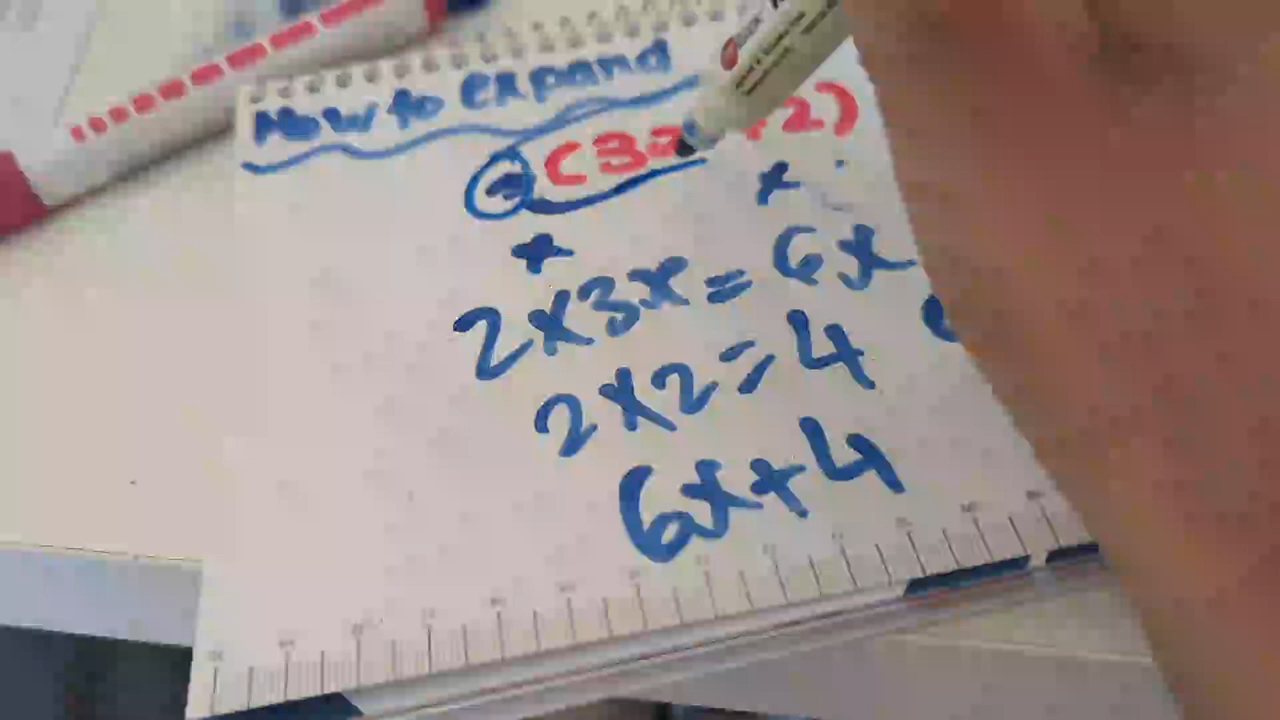 How to expand
2 (3x +2)
2x3x= 6x
2x2= 4
6x+4